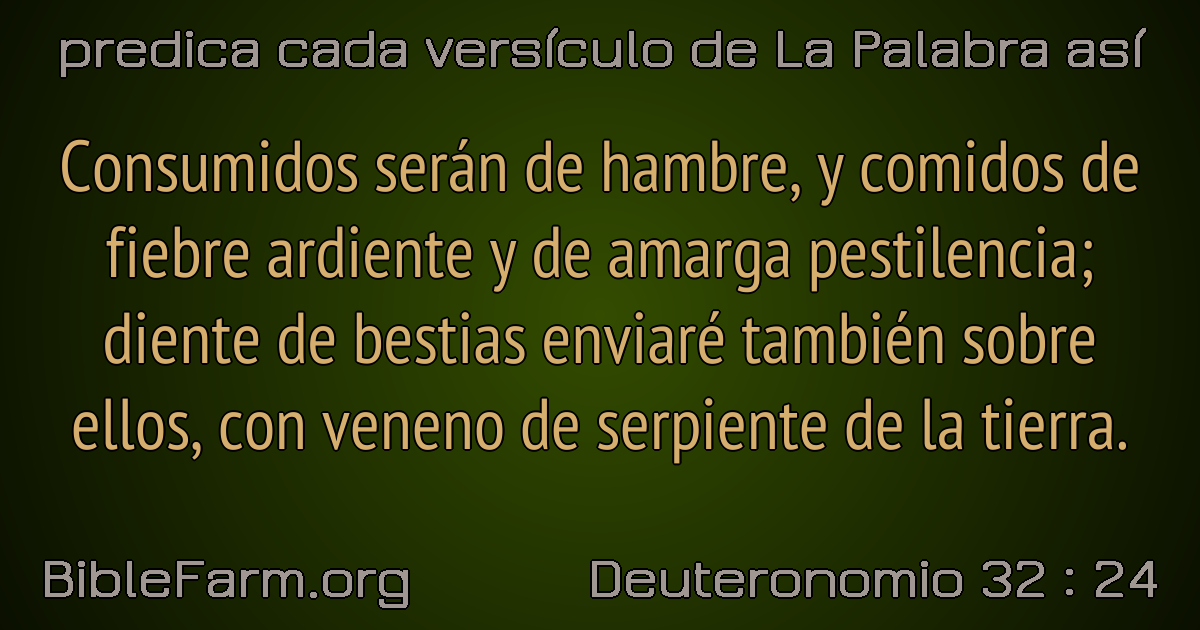 predica cada versículo de La Palabra así
Consumidos serán de hambre, y comidos de
fiebre ardiente y de amarga pestilencia;
diente de bestias enviaré también sobre
ellos, con veneno de serpiente de la tierra.
BibleFarm.org
Deuteronomio 32 : 24